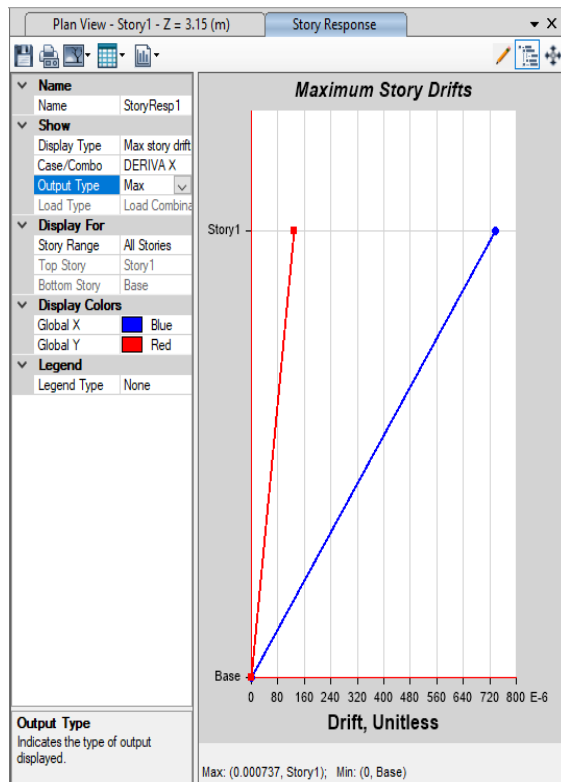 Plan View - Story1 - Z = 3.15 (m)
Story Response
Name
Name StoryResp1
Show
Display Type Max story drift
Case/Combo DERIVA X
Output Type Max
Load Type Load Combina
Display For
Story Range All Stories
Top Story Story1
Bottom Story Base
Display Colors
Global X Blue
Global Y Red
Legend
Legend Type None
Output Type
Indicates the type of output
displayed.
Maximum Story Drifts
Story1
Base
0 80 160 240 320 400 480 560 640 720 800 E-6
Drift, Unitless
Max: (0.000737, Story1); Min: (0, Base)